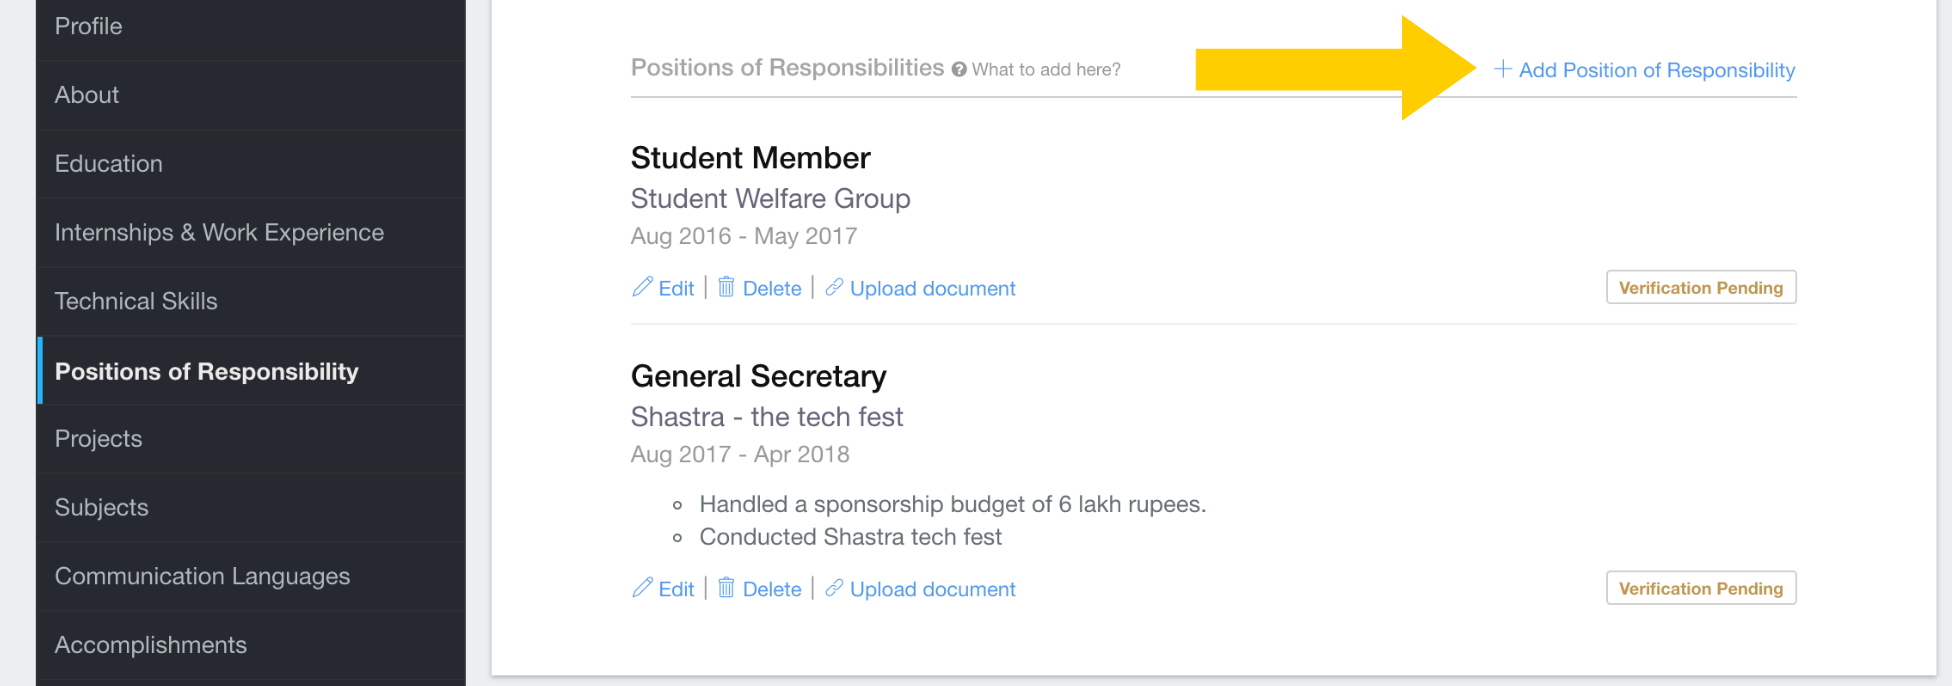 Profile
About
Education
Internships & Work Experience
Technical Skills
Positions of Responsibility
Projects
Subjects
Communication Languages
Accomplishments
Positions of Responsibilities ? What to add here?
+ Add Position of Responsibility
Student Member
Student Welfare Group
Aug 2016 - May 2017
Edit | Delete | Upload document
Verification Pending
General Secretary
Shastra - the tech fest
Aug 2017 - Apr 2018
Handled a sponsorship budget of 6 lakh rupees.
Conducted Shastra tech fest
Edit | Delete | Upload document
Verification Pending